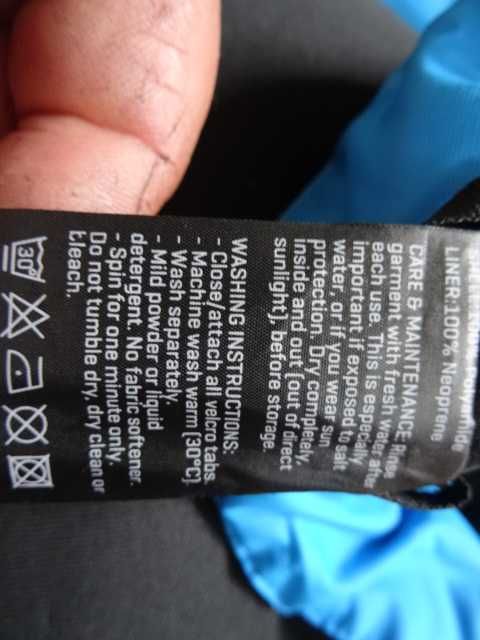 LINER:100% Neoprene
CARE & MAINTENANCE Rinse
garment with fresh water after
each use. This is especially
important if exposed to salt
water, or if you wear sun
protection. Dry completely,
inside and out (out of direct
sunlight), before storage.
WASHING INSTRUCTIONS:
- Close/attach all velcro tabs.
- Machine wash warm (30°C).
- Wash separately.
- Mild powder or liquid
detergent. No fabric softener.
- Spin for one minute only.
Do not tumble dry, dry clean or
bleach.
30